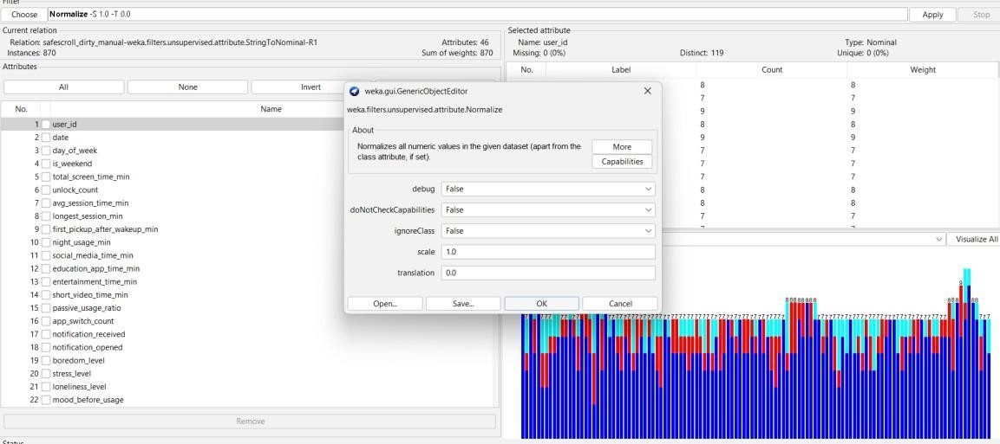 Filter
Choose Normalize -S 1.0 -T 0.0 Apply Stop
Current relation
Relation: safescroll_dirty_manual-weka.filters.unsupervised.attribute.StringToNominal-R1 Attributes: 46
Instances: 870 Sum of weights: 870
Attributes
All None Invert
No. Name
1 user_id
2 date
3 day_of_week
4 is_weekend
5 total_screen_time_min
6 unlock_count
7 avg_session_time_min
8 longest_session_min
9 first_pickup_after_wakeup_min
10 night_usage_min
11 social_media_time_min
12 education_app_time_min
13 entertainment_time_min
14 short_video_time_min
15 passive_usage_ratio
16 app_switch_count
17 notification_received
18 notification_opened
19 boredom_level
20 stress_level
21 loneliness_level
22 mood_before_usage
Remove
Status
Selected attribute
Name: user_id Type: Nominal
Missing: 0 (0%) Distinct: 119 Unique: 0 (0%)
No. Label Count Weight
8 8
7 7
9 9
8 8
9 9
7 7
7 7
7 7
8 8
8 8
7 7
Visualize All
weka.gui.GenericObjectEditor
weka.filters.unsupervised.attribute.Normalize
About
Normalizes all numeric values in the given dataset (apart from the
class attribute, if set).
More
Capabilities
debug False
doNotCheckCapabilities False
ignoreClass False
scale 1.0
translation 0.0
Open... Save... OK Cancel